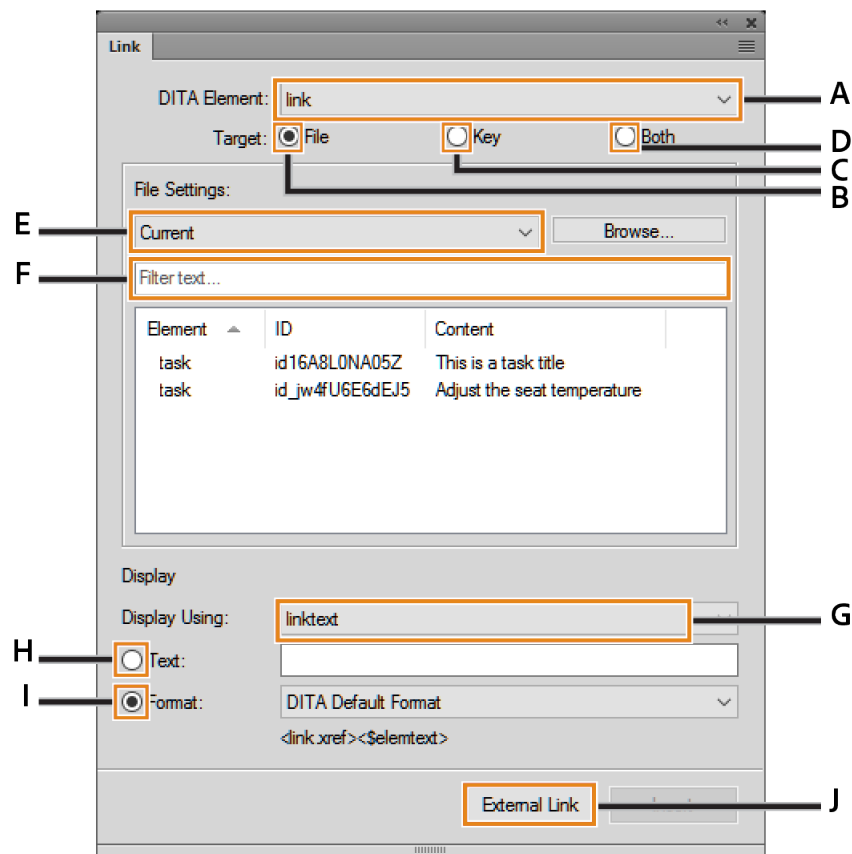 Link
DITA Element: link A
Target: File Key Both D
C
B
File Settings:
E Current Browse...
F Filter text...
Element ID Content
task id16A8L0NA05Z This is a task title
task id_jw4fU6E6dEJ5 Adjust the seat temperature
Display
Display Using: linktext G
H Text:
I Format: DITA Default Format
<link.xref><$elemtext>
External Link J